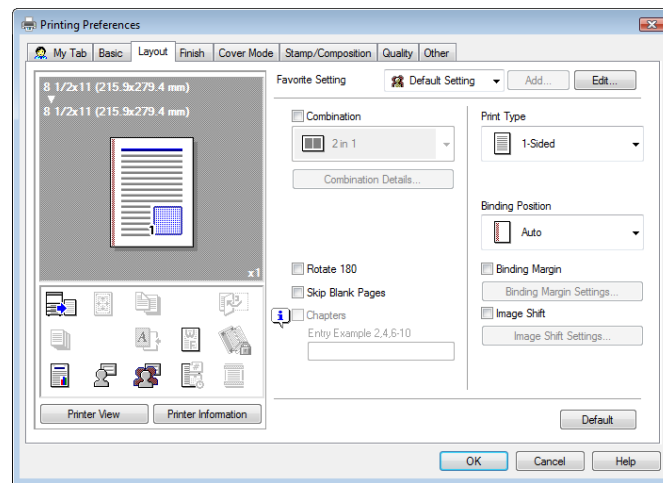 Printing Preferences
My Tab Basic Layout Finish Cover Mode Stamp/Composition Quality Other
8 1/2x11 (215.9x279.4 mm)
8 1/2x11 (215.9x279.4 mm)
1
x1
Printer View Printer Information
Favorite Setting Default Setting Add... Edit...
Combination
2 in 1
Combination Details...
Rotate 180
Skip Blank Pages
Chapters
Entry Example 2,4,6-10
Print Type
1-Sided
Binding Position
Auto
Binding Margin
Binding Margin Settings...
Image Shift
Image Shift Settings...
Default
OK Cancel Help